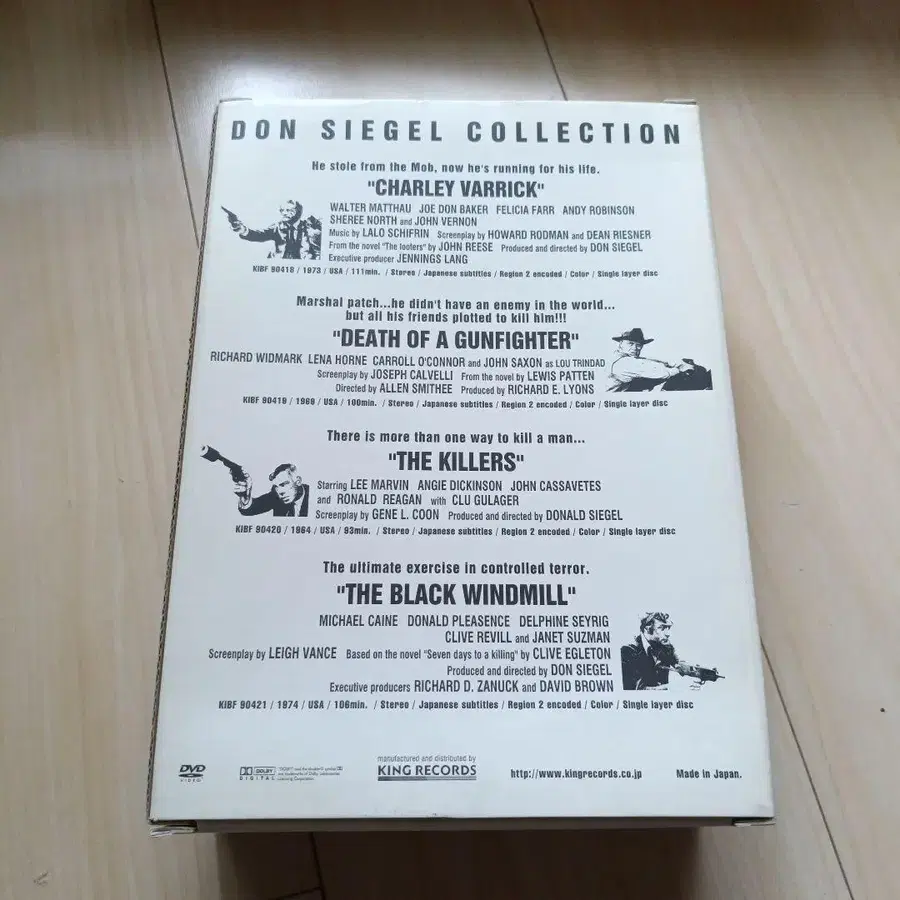 DON SIEGEL COLLECTION
He stole from the Mob, now he's running for his life.
"CHARLEY VARRICK"
WALTER MATTHAU JOE DON BAKER FELICIA FARR ANDY ROBINSON
SHEREE NORTH and JOHN VERNON
Music by LALO SCHIFRIN Screenplay by HOWARD RODMAN and DEAN RIESNER
From the novel "The looters" by JOHN REESE Produced and directed by DON SIEGEL
Executive producer JENNINGS LANG
KIBF 90418 / 1973 / USA / 111min. / Stereo / Japanese subtitles / Region 2 encoded / Color / Single layer disc
Marshal patch...he didn't have an enemy in the world...
but all his friends plotted to kill him!!!
"DEATH OF A GUNFIGHTER"
RICHARD WIDMARK LENA HORNE CARROLL O'CONNOR and JOHN SAXON as LOU TRINDAD
Screenplay by JOSEPH CALVELLI From the novel by LEWIS PATTEN
Directed by ALLEN SMITHEE Produced by RICHARD E. LYONS
KIBF 90419 / 1969 / USA / 100min. / Stereo / Japanese subtitles / Region 2 encoded / Color / Single layer disc
There is more than one way to kill a man...
"THE KILLERS"
Starring LEE MARVIN ANGIE DICKINSON JOHN CASSAVETES
and RONALD REAGAN with CLU GULAGER
Screenplay by GENE L. COON Produced and directed by DONALD SIEGEL
KIBF 90420 / 1964 / USA / 93min. / Stereo / Japanese subtitles / Region 2 encoded / Color / Single layer disc
The ultimate exercise in controlled terror.
"THE BLACK WINDMILL"
MICHAEL CAINE DONALD PLEASENCE DELPHINE SEYRIG
CLIVE REVILL and JANET SUZMAN
Screenplay by LEIGH VANCE Based on the novel "Seven days to a killing" by CLIVE EGLETON
Produced and directed by DON SIEGEL
Executive producers RICHARD D. ZANUCK and DAVID BROWN
KIBF 90421 / 1974 / USA / 106min. / Stereo / Japanese subtitles / Region 2 encoded / Color / Single layer disc
DVD
VIDEO
DOLBY
DIGITAL
manufactured and distributed by
KING RECORDS
http://www.kingrecords.co.jp
Made in Japan.